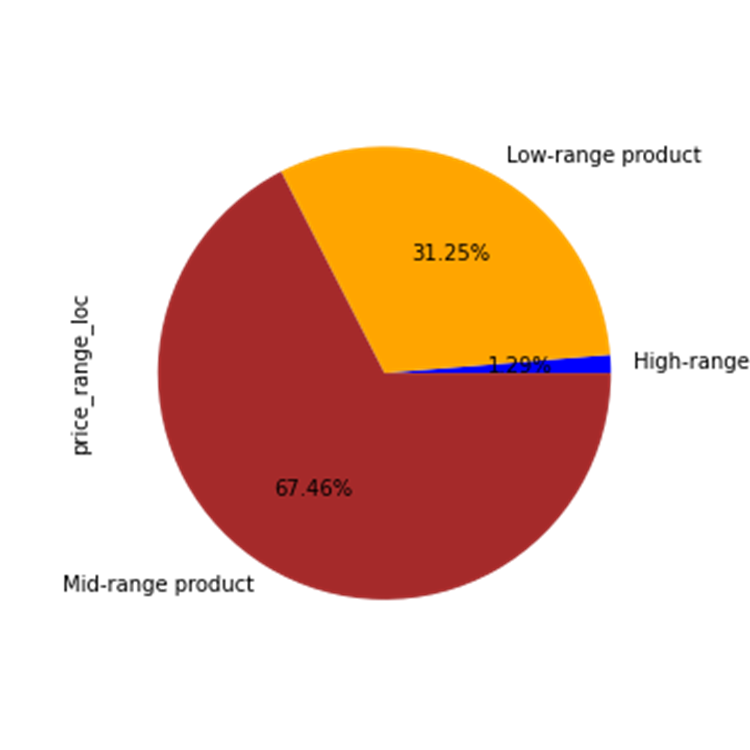 Low-range product
31.25%
High-range
1.29%
price_range_loc
67.46%
Mid-range product